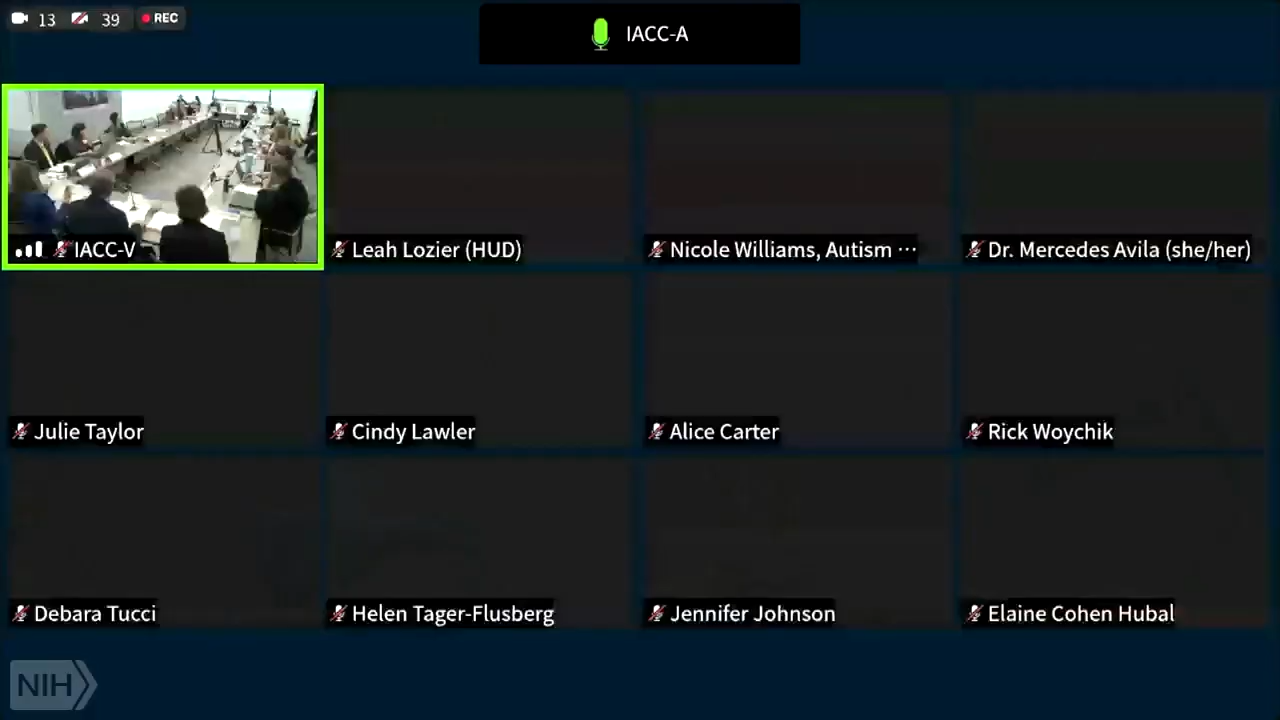 13 39 REC
IACC-A
IACC-V
Leah Lozier (HUD)
Nicole Williams, Autism ···
Dr. Mercedes Avila (she/her)
Julie Taylor
Cindy Lawler
Alice Carter
Rick Woychik
Debara Tucci
Helen Tager-Flusberg
Jennifer Johnson
Elaine Cohen Hubal
NIH